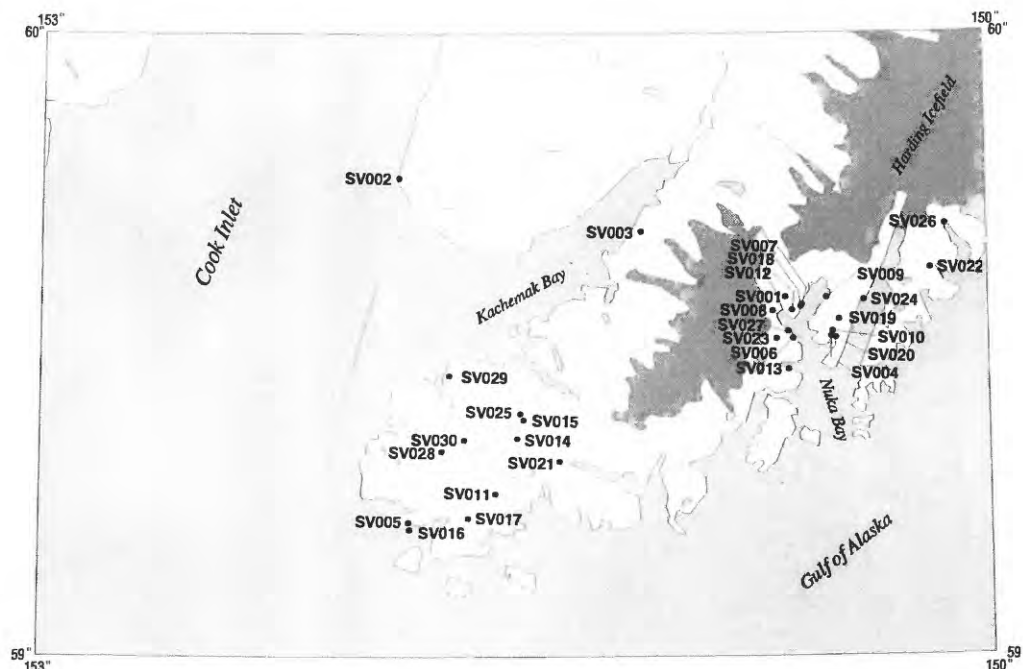 153"
150"
60"
60"
Harding Icefield
SV002
Cook Inlet
SV026
SV003
SV007
SV018
SV012
SV009
SV022
Kachemak Bay
SV001
SV024
SV008
SV019
SV027
SV023
SV010
SV006
SV020
SV013
SV004
SV029
Nuka Bay
SV025
SV015
SV030
SV014
SV028
SV021
SV011
SV005
SV017
SV016
Gulf of Alaska
59"
59
153"
150"